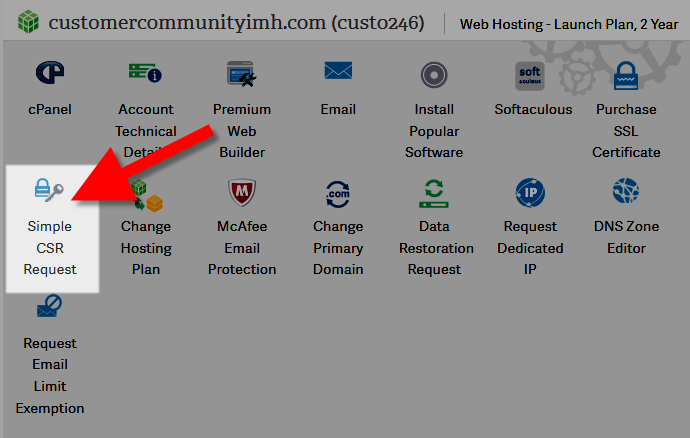 customercommunityimh.com (custo246)
Web Hosting - Launch Plan, 2 Year
cPanel
Account
Technical
Details
Premium
Web
Builder
Email
Install
Popular
Software
soft
aculous
Softaculous
Purchase
SSL
Certificate
Simple
CSR
Request
Change
Hosting
Plan
McAfee
Email
Protection
.com
Change
Primary
Domain
Data
Restoration
Request
IP
Request
Dedicated
IP
DNS Zone
Editor
Request
Email
Limit
Exemption